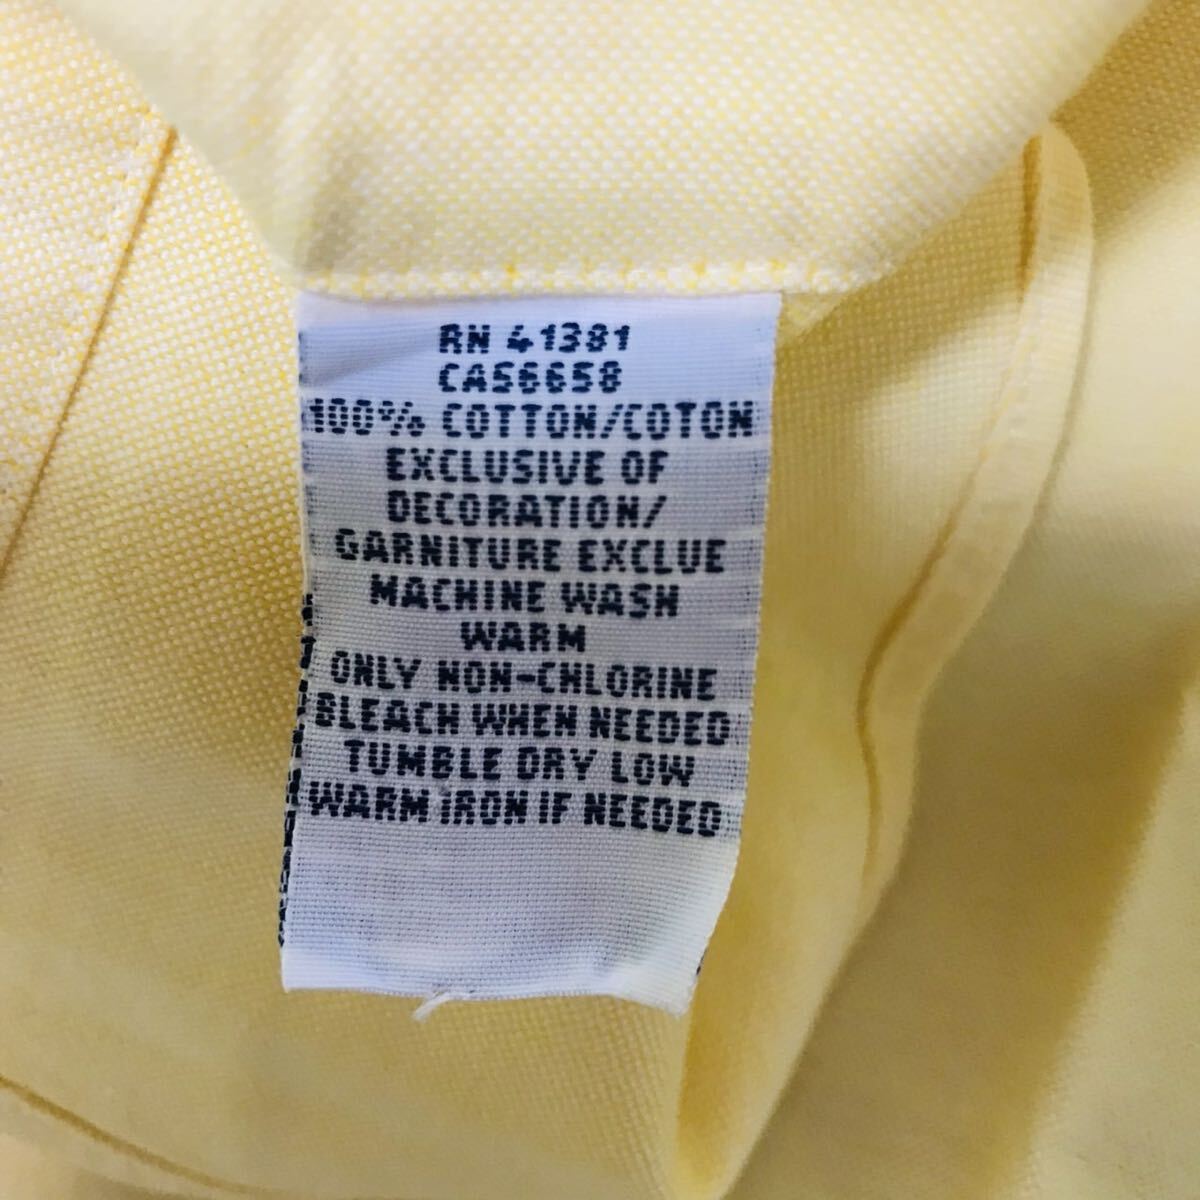 RN 41381
CA56658
100% COTTON/COTON
EXCLUSIVE OF
DECORATION/
GARNITURE EXCLUE
MACHINE WASH
WARM
ONLY NON-CHLORINE
BLEACH WHEN NEEDED
TUMBLE DRY LOW
WARM IRON IF NEEDED